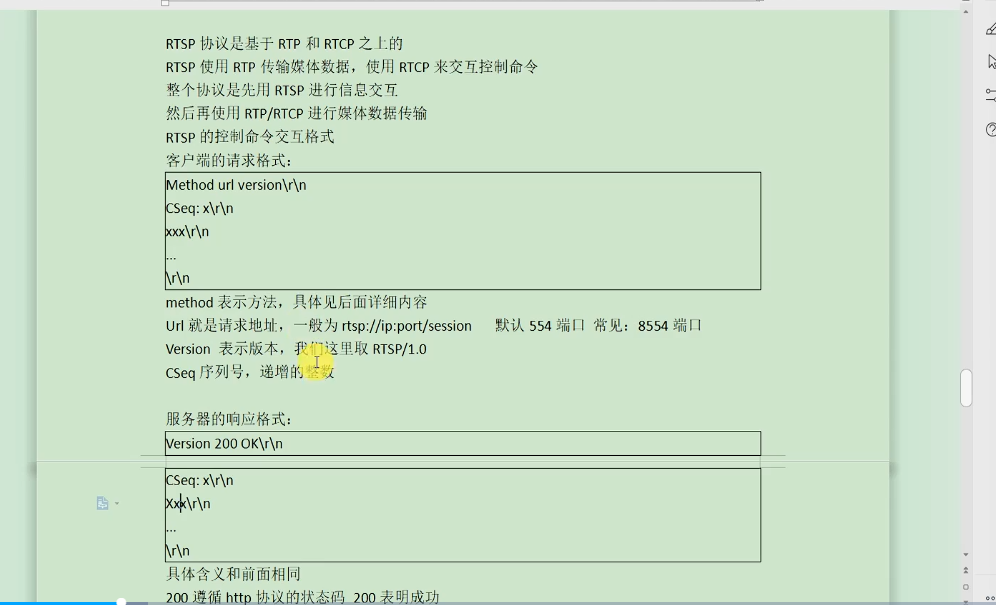 RTSP 协议是基于 RTP 和 RTCP 之上的
RTSP 使用 RTP 传输媒体数据，使用 RTCP 来交互控制命令
整个协议是先用 RTSP 进行信息交互
然后再使用 RTP/RTCP 进行媒体数据传输
RTSP 的控制命令交互格式
客户端的请求格式：
Method url version\r\n
CSeq: x\r\n
xxx\r\n
...
\r\n
method 表示方法，具体见后面详细内容
Url 就是请求地址，一般为 rtsp://ip:port/session 默认 554 端口 常见：8554 端口
Version 表示版本，我们这里取 RTSP/1.0
CSeq 序列号，递增的整数
服务器的响应格式：
Version 200 OK\r\n
CSeq: x\r\n
Xxx\r\n
...
\r\n
具体含义和前面相同
200 遵循 http 协议的状态码 200 表明成功